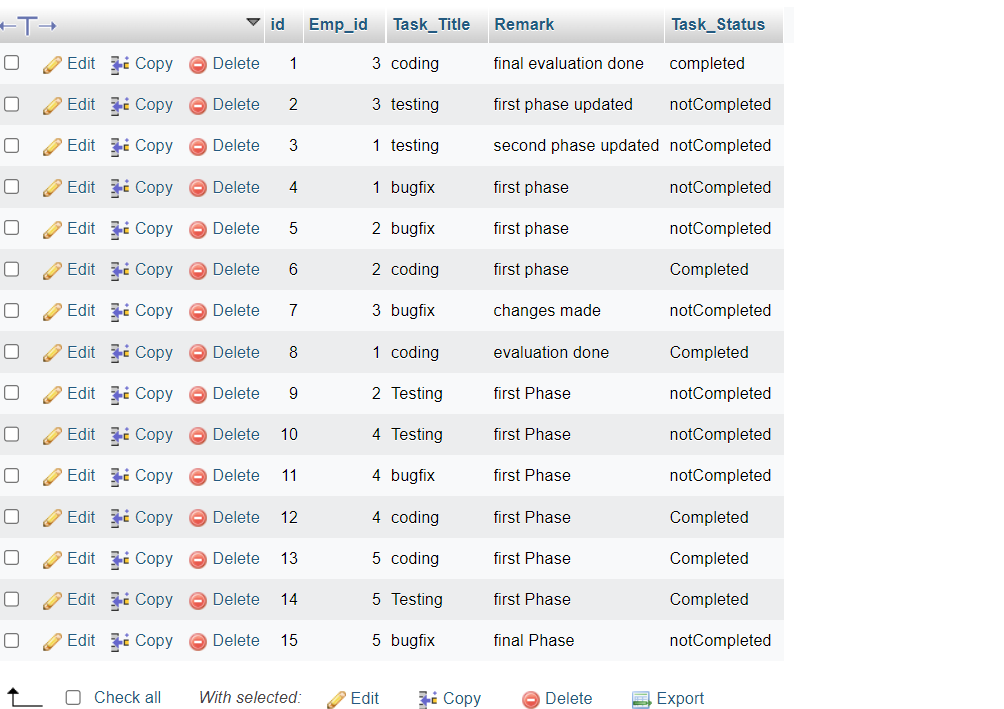 id Emp_id Task_Title Remark Task_Status
Edit Copy Delete 1 3 coding final evaluation done completed
Edit Copy Delete 2 3 testing first phase updated notCompleted
Edit Copy Delete 3 1 testing second phase updated notCompleted
Edit Copy Delete 4 1 bugfix first phase notCompleted
Edit Copy Delete 5 2 bugfix first phase notCompleted
Edit Copy Delete 6 2 coding first phase Completed
Edit Copy Delete 7 3 bugfix changes made notCompleted
Edit Copy Delete 8 1 coding evaluation done Completed
Edit Copy Delete 9 2 Testing first Phase notCompleted
Edit Copy Delete 10 4 Testing first Phase notCompleted
Edit Copy Delete 11 4 bugfix first Phase notCompleted
Edit Copy Delete 12 4 coding first Phase Completed
Edit Copy Delete 13 5 coding first Phase Completed
Edit Copy Delete 14 5 Testing first Phase Completed
Edit Copy Delete 15 5 bugfix final Phase notCompleted
Check all With selected: Edit Copy Delete Export